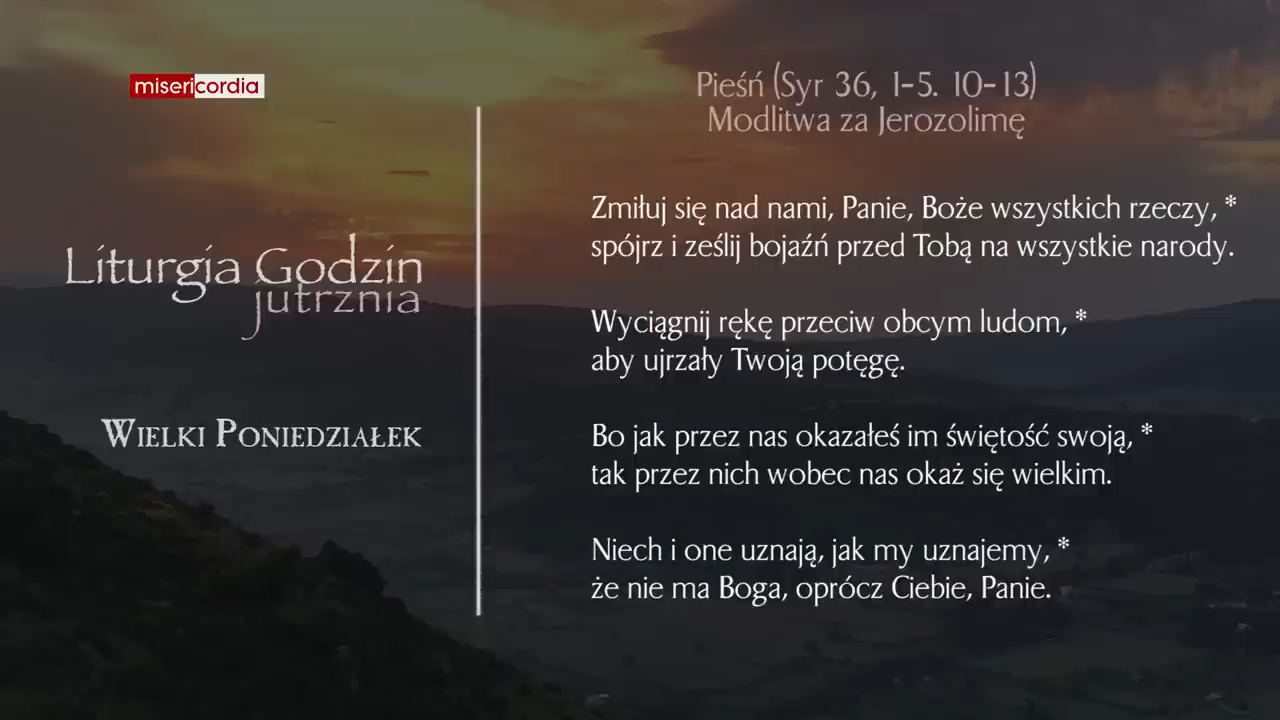 misericordia
Liturgia Godzin
jutrznia
Wielki Poniedziałek
Pieśń (Syr 36, 1-5. 10-13)
Modlitwa za Jerozolimę
Zmiłuj się nad nami, Panie, Boże wszystkich rzeczy, *
spójrz i ześlij bojaźń przed Tobą na wszystkie narody.
Wyciągnij rękę przeciw obcym ludom, *
aby ujrzały Twoją potęgę.
Bo jak przez nas okazałeś im świętość swoją, *
tak przez nich wobec nas okaż się wielkim.
Niech i one uznają, jak my uznajemy, *
że nie ma Boga, oprócz Ciebie, Panie.